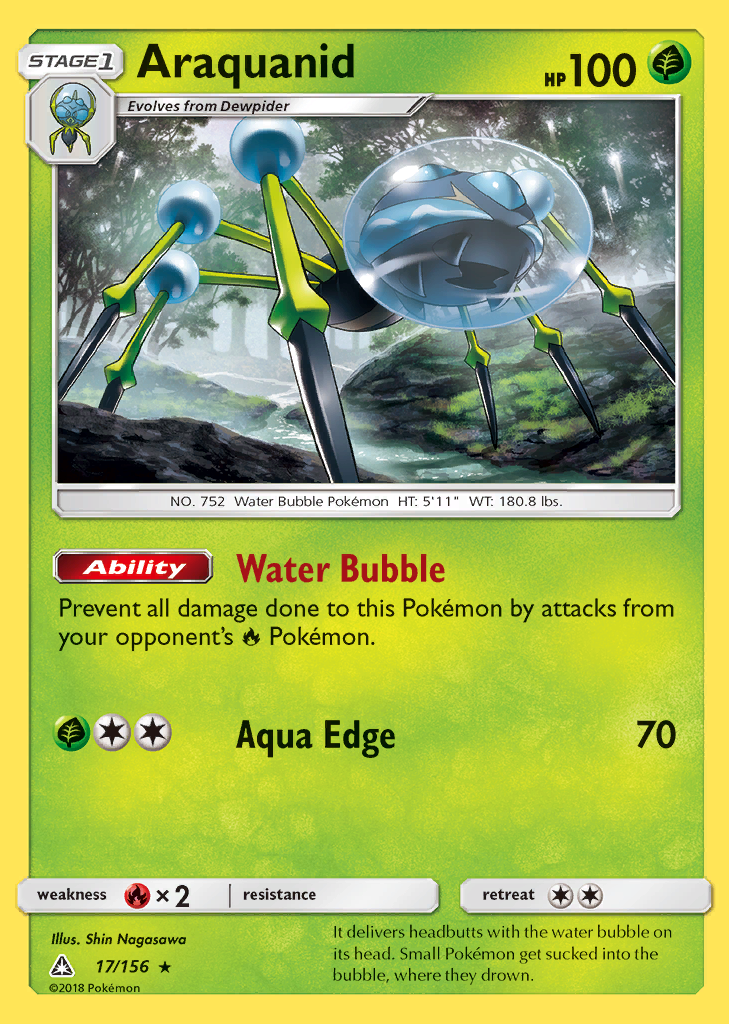 STAGE1
Araquanid
HP100
Evolves from Dewpider
NO. 752 Water Bubble Pokémon HT: 5'11" WT: 180.8 lbs.
Ability
Water Bubble
Prevent all damage done to this Pokémon by attacks from
your opponent's Pokémon.
Aqua Edge 70
weakness × 2 resistance retreat
Illus. Shin Nagasawa
17/156 ★
©2018 Pokémon
It delivers headbutts with the water bubble on
its head. Small Pokémon get sucked into the
bubble, where they drown.